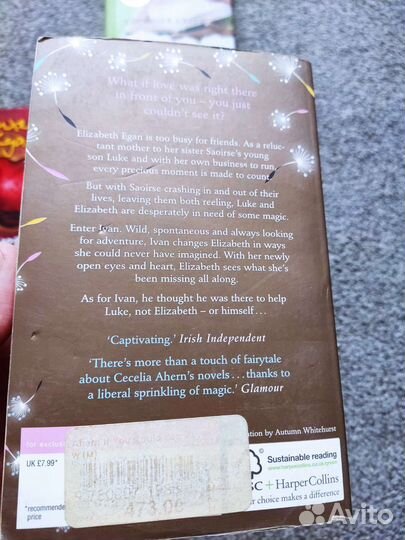 What if love was right there
in front of you – you just
couldn't see it?
Elizabeth Egan is too busy for friends. As a reluc-
tant mother to her sister Saoirse's young
son Luke and with her own business to run,
every precious moment is made to count.
But with Saoirse crashing in and out of their
lives, leaving them both reeling, Luke and
Elizabeth are desperately in need of some magic.
Enter Ivan. Wild, spontaneous and always looking
for adventure, Ivan changes Elizabeth in ways
she could never have imagined. With her newly
open eyes and heart, Elizabeth sees what she's
been missing all along.
As for Ivan, he thought he was there to help
Luke, not Elizabeth – or himself...
'Captivating.' Irish Independent
'There's more than a touch of fairytale
about Cecelia Ahern's novels...thanks to
a liberal sprinkling of magic.' Glamour
for exclusi
by Autumn Whitehurst
UK £7.99*
*recommended
price
473.00
Sustainable reading
www.harpercollins.co.uk/green
+HarperCollins
choice makes a difference
Avito